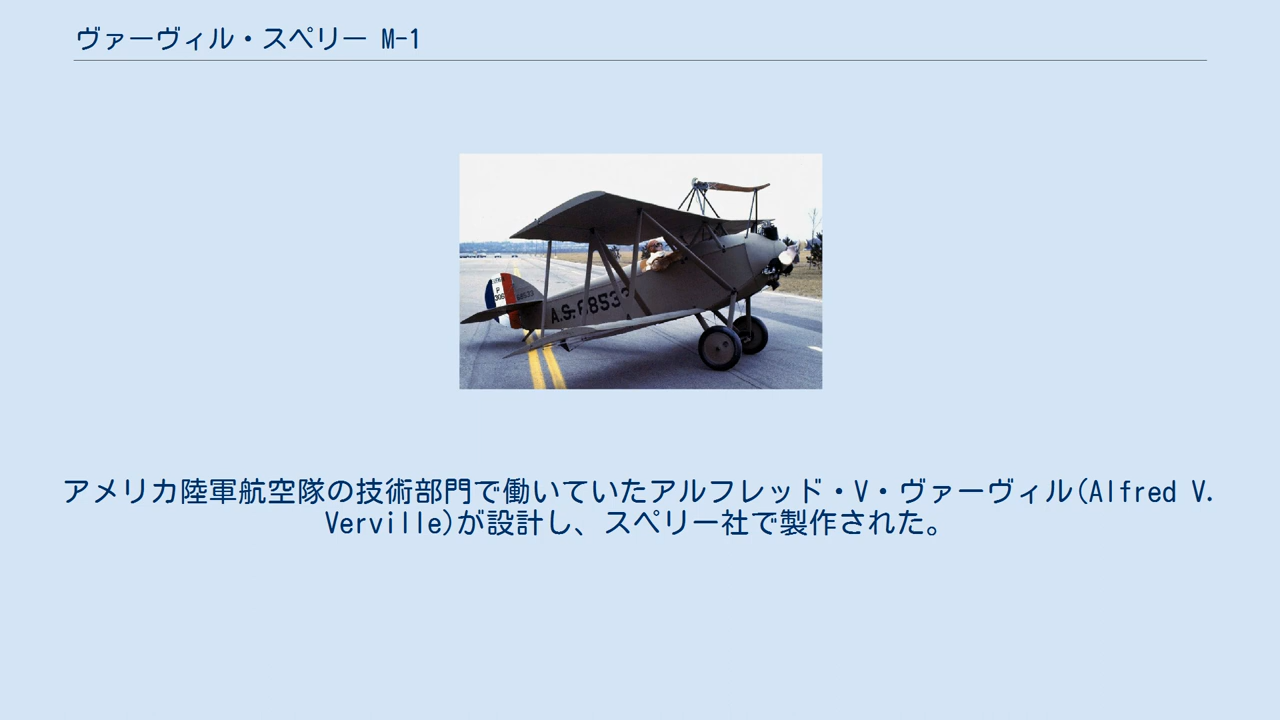 ヴァーヴィル・スペリー M-1
アメリカ陸軍航空隊の技術部門で働いていたアルフレッド・V・ヴァーヴィル(Alfred V.
Verville)が設計し、スペリー社で製作された。